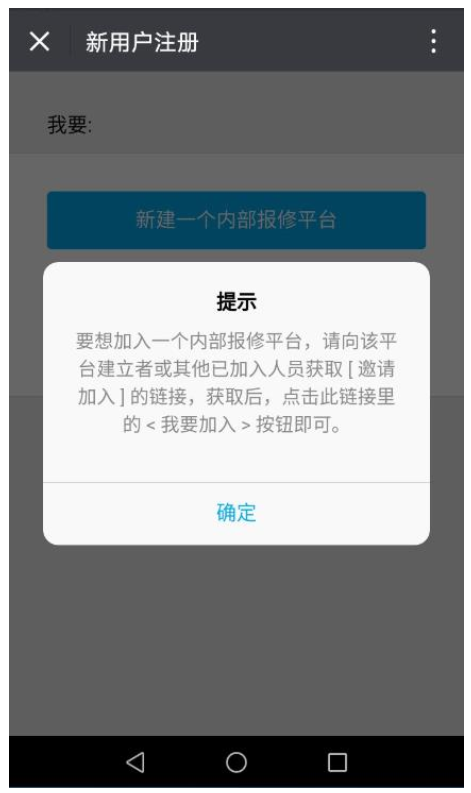 新用户注册
我要:
新建一个内部报修平台
提示
要想加入一个内部报修平台，请向该平
台建立者或其他已加入人员获取 [ 邀请
加入 ] 的链接，获取后，点击此链接里
的 < 我要加入 > 按钮即可。
确定